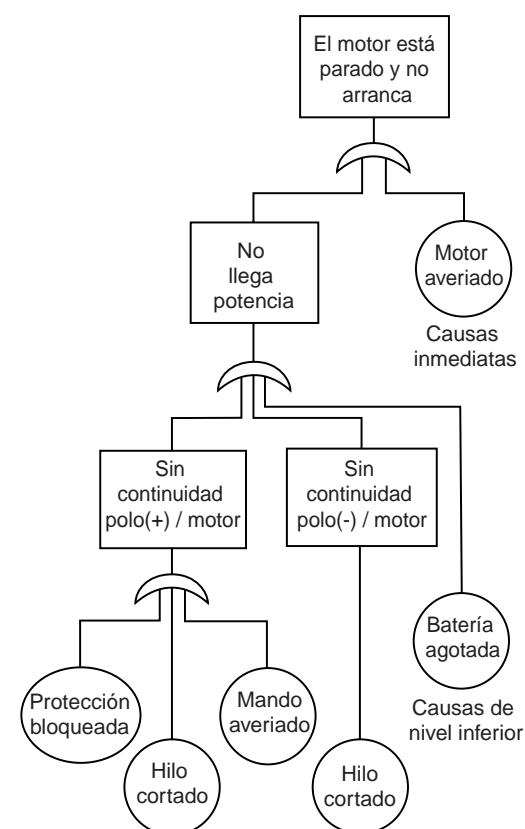 El motor está
parado y no
arranca
No
llega
potencia
Motor
averiado
Causas
inmediatas
Sin
continuidad
polo(+) / motor
Sin
continuidad
polo(-) / motor
Batería
agotada
Causas de
nivel inferior
Protección
bloqueada
Mando
averiado
Hilo
cortado
Hilo
cortado